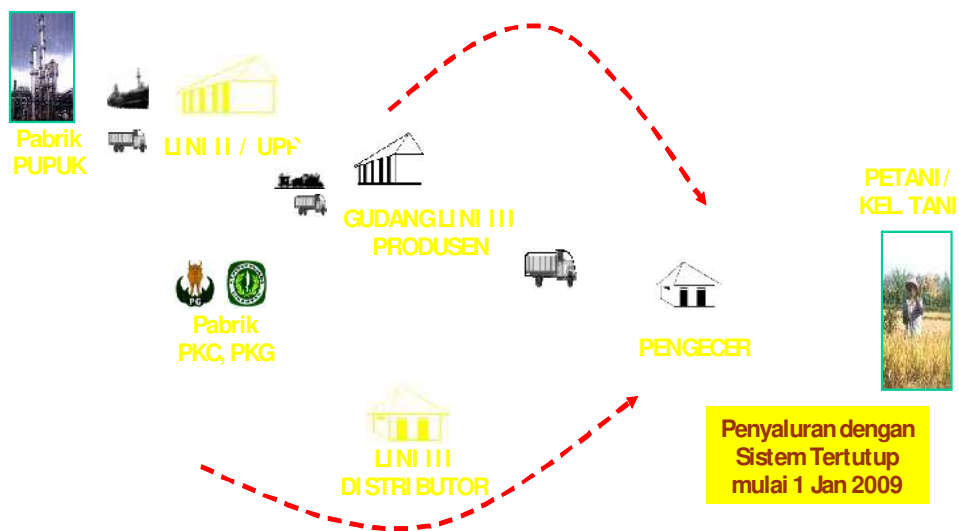 Pabrik
PUPUK
LINI II / UPP
GUDANG LINI III
PRODUSEN
PETANI /
KEL. TANI
PG
Pabrik
PKC, PKG
PENGECER
LINI III
DISTRIBUTOR
Penyaluran dengan
Sistem Tertutup
mulai 1 Jan 2009